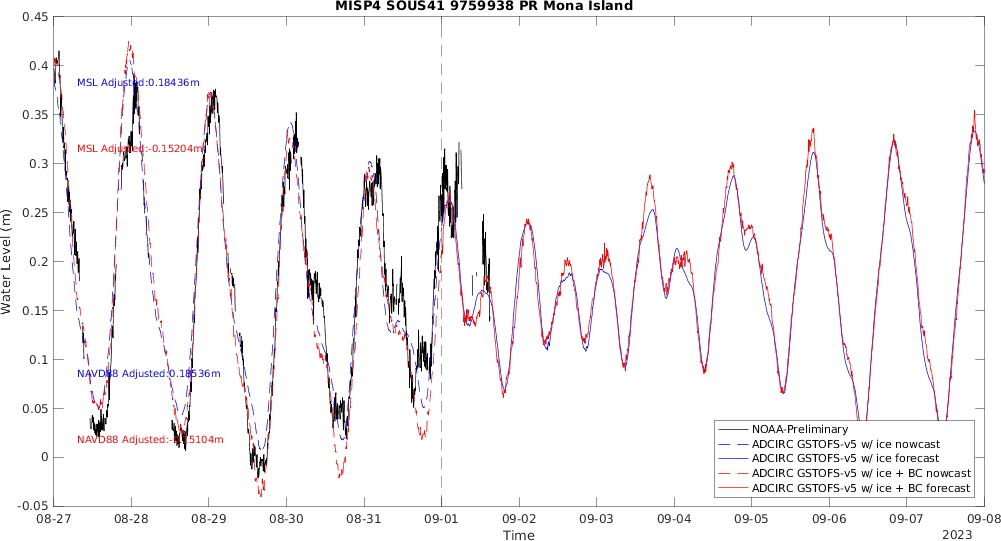 MISP4 SOUS41 9759938 PR Mona Island
Water Level (m)
0.45
0.4
0.35
0.3
0.25
0.2
0.15
0.1
0.05
0
-0.05
MSL Adjusted:0.18436m
MSL Adjusted:-0.15204m
NAVD88 Adjusted:0.18536m
NAVD88 Adjusted:-0.15104m
NOAA-Preliminary
ADCIRC GSTOFS-v5 w/ ice nowcast
ADCIRC GSTOFS-v5 w/ ice forecast
ADCIRC GSTOFS-v5 w/ ice + BC nowcast
ADCIRC GSTOFS-v5 w/ ice + BC forecast
08-27 08-28 08-29 08-30 08-31 09-01 09-02 09-03 09-04 09-05 09-06 09-07 09-08
Time
2023